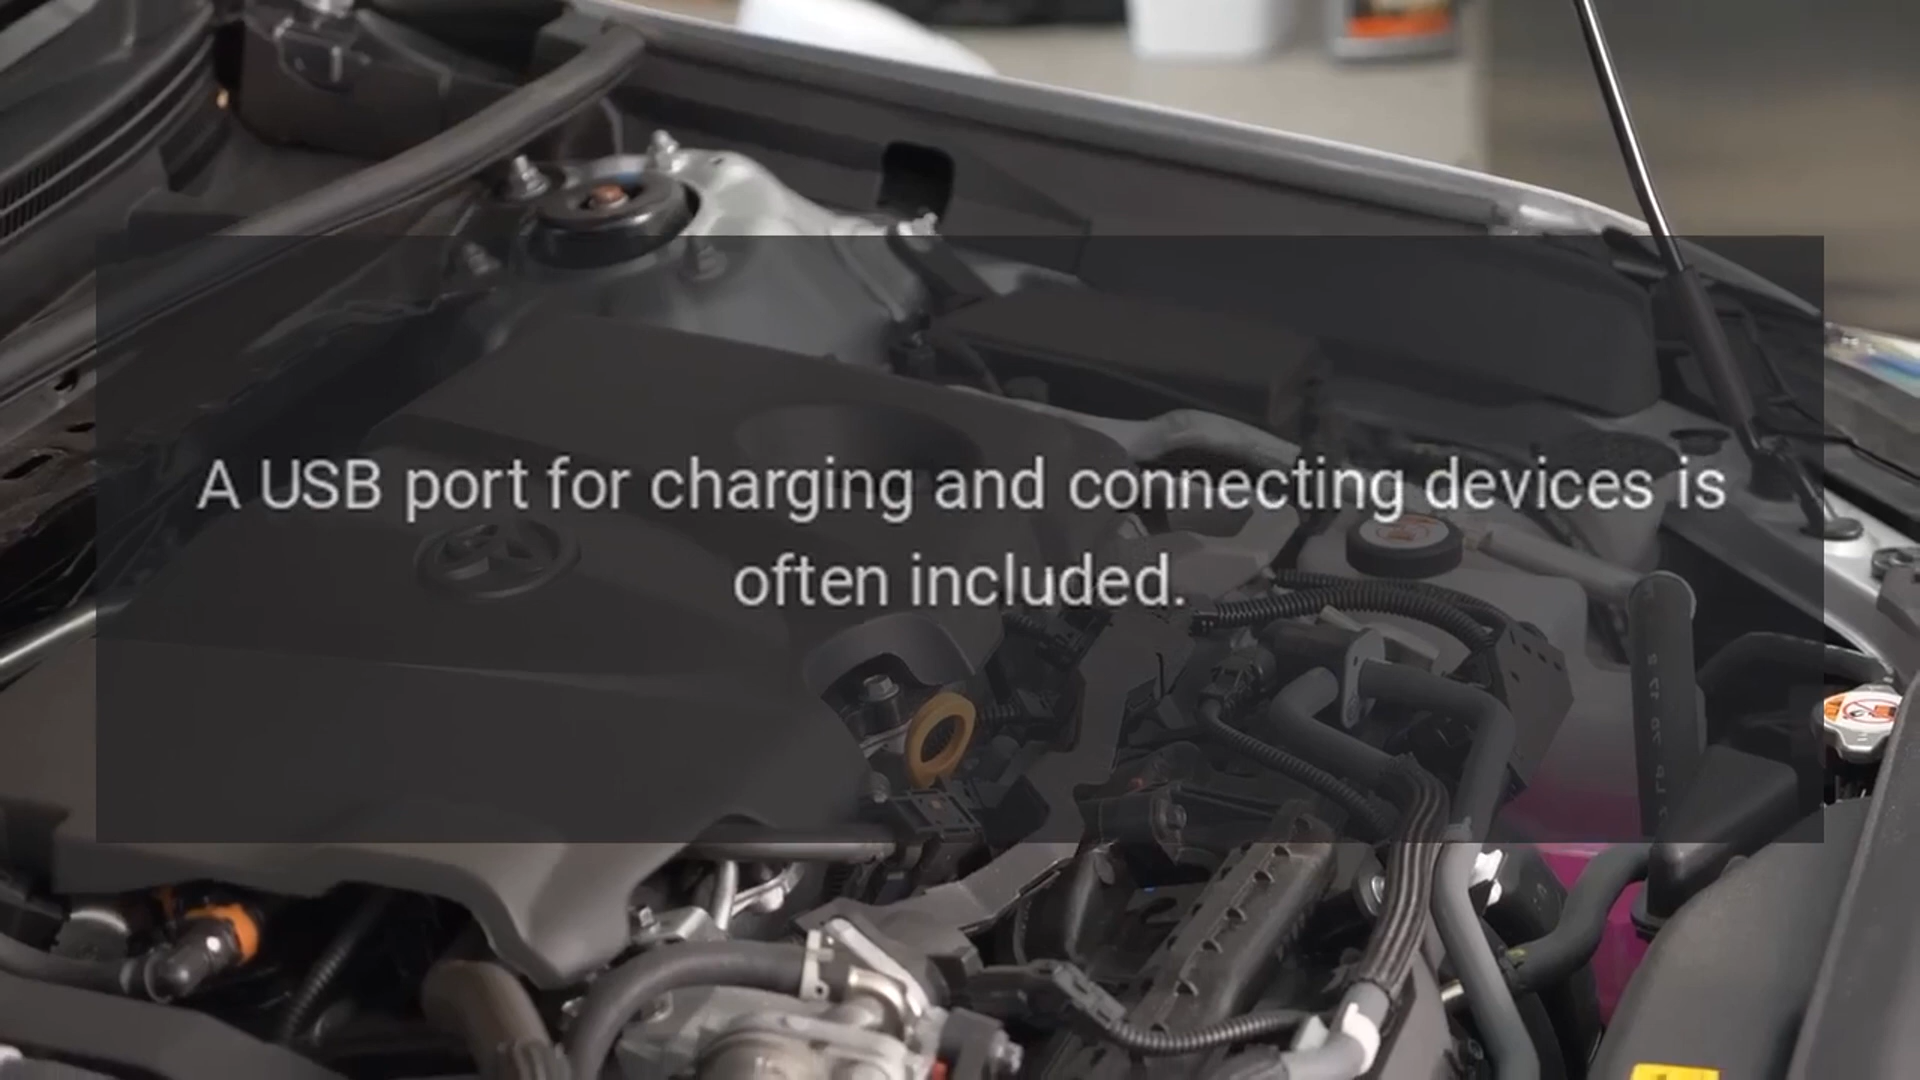 A USB port for charging and connecting devices is
often included.